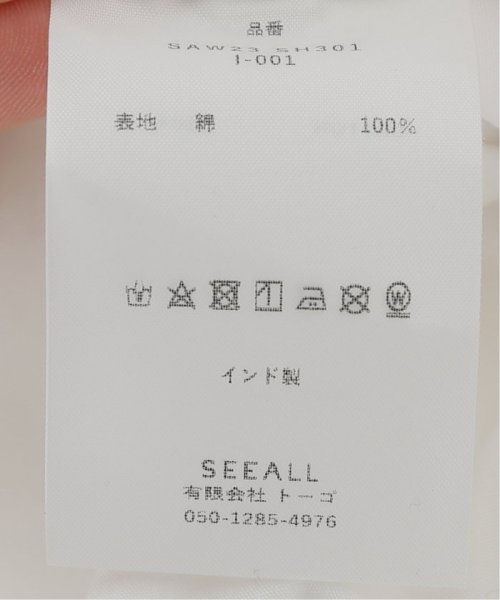 品番
SAW23 SH301
I-001
表地 綿 100%
W
インド製
SEEALL
有限会社 トーゴ
050-1285-4976